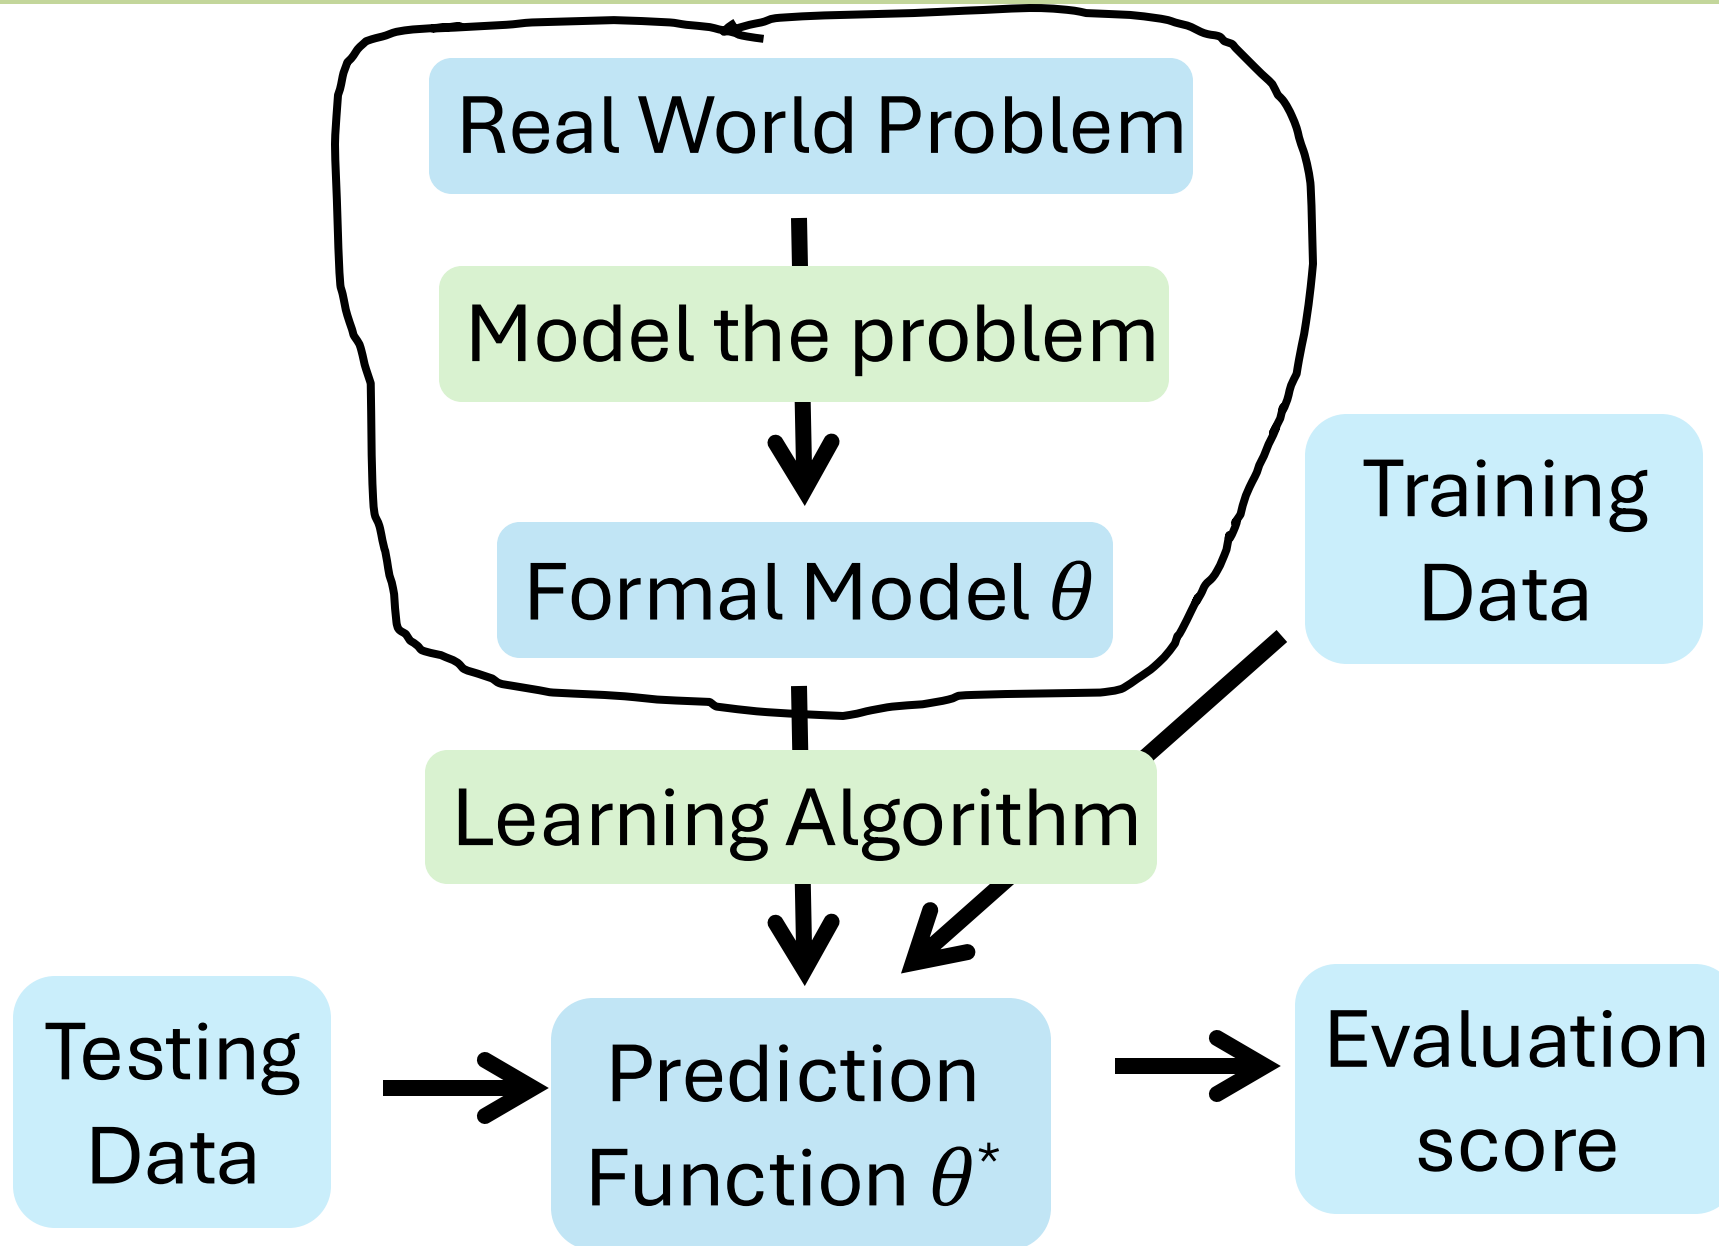 Real World Problem
Model the problem
Formal Model θ
Training
Data
Learning Algorithm
Testing
Data
Prediction
Function θ*
Evaluation
score